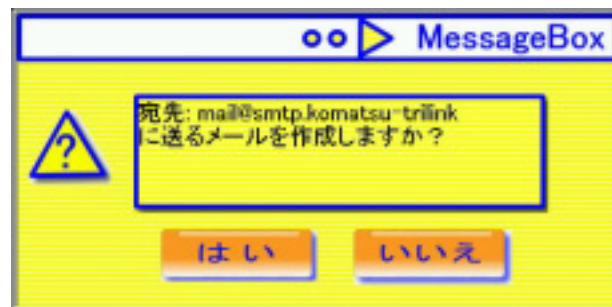 MessageBox
?
宛先: mail@smtp.komatsu-trilink
に送るメールを作成しますか？
はい
いいえ